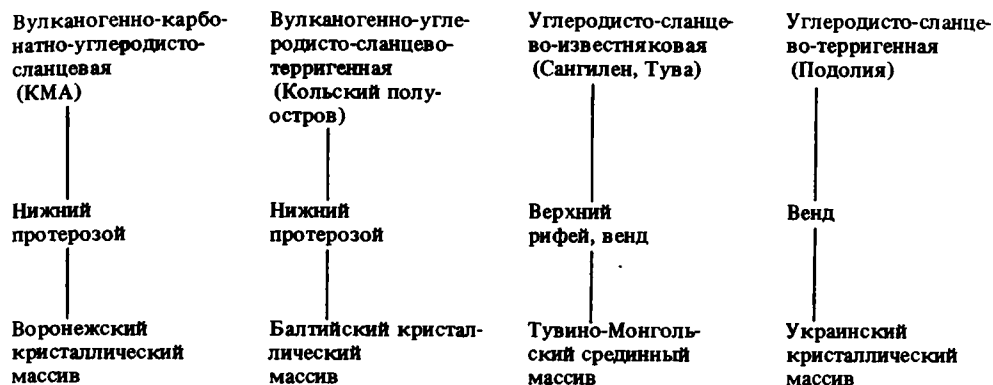 Вулканогенно-карбо-
натно-углеродисто-
сланцевая
(КМА)
Нижний
протерозой
Воронежский
кристаллический
массив
Вулканогенно-угле-
родисто-сланцево-
терригенная
(Кольский полу-
остров)
Нижний
протерозой
Балтийский кристал-
лический
массив
Углеродисто-сланце-
во-известняковая
(Сангилен, Тува)
Верхний
рифей, венд
Тувино-Монголь-
ский срединный
массив
Углеродисто-сланце-
во-терригенная
(Подолия)
Венд
Украинский
кристаллический
массив